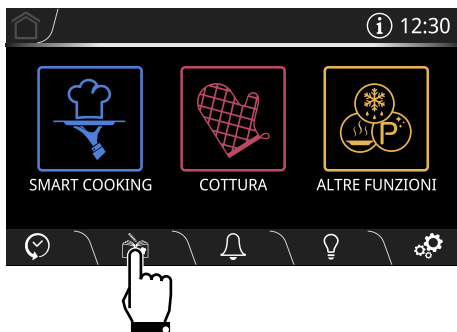 12:30
SMART COOKING
COTTURA
ALTRE FUNZIONI
P